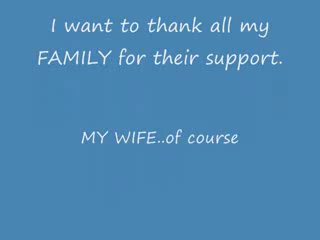 I want to thank all my
FAMILY for their support.
MY WIFE..of course